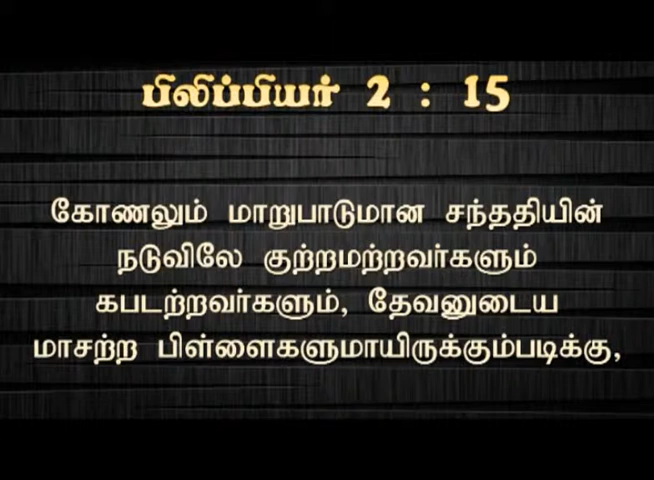 பிலிப்பியர் 2 : 15
கோணலும் மாறுபாடுமான சந்ததியின்
நடுவிலே குற்றமற்றவர்களும்
கபடற்றவர்களும், தேவனுடைய
மாசற்ற பிள்ளைகளுமாயிருக்கும்படிக்கு,